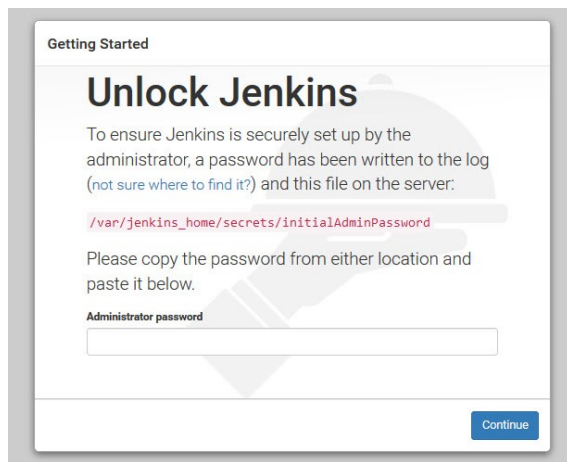 Getting Started
Unlock Jenkins
To ensure Jenkins is securely set up by the
administrator, a password has been written to the log
(not sure where to find it?) and this file on the server:
/var/jenkins_home/secrets/initialAdminPassword
Please copy the password from either location and
paste it below.
Administrator password
Continue